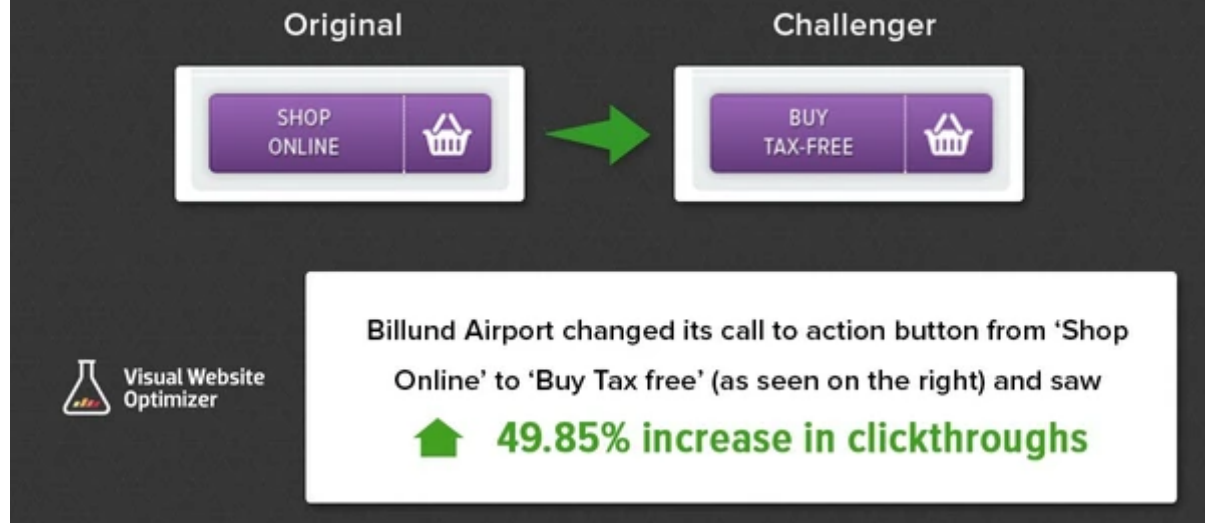 Original
Challenger
SHOP
ONLINE
BUY
TAX-FREE
Billund Airport changed its call to action button from ‘Shop
Online’ to ‘Buy Tax free’ (as seen on the right) and saw
49.85% increase in clickthroughs
Visual Website
Optimizer